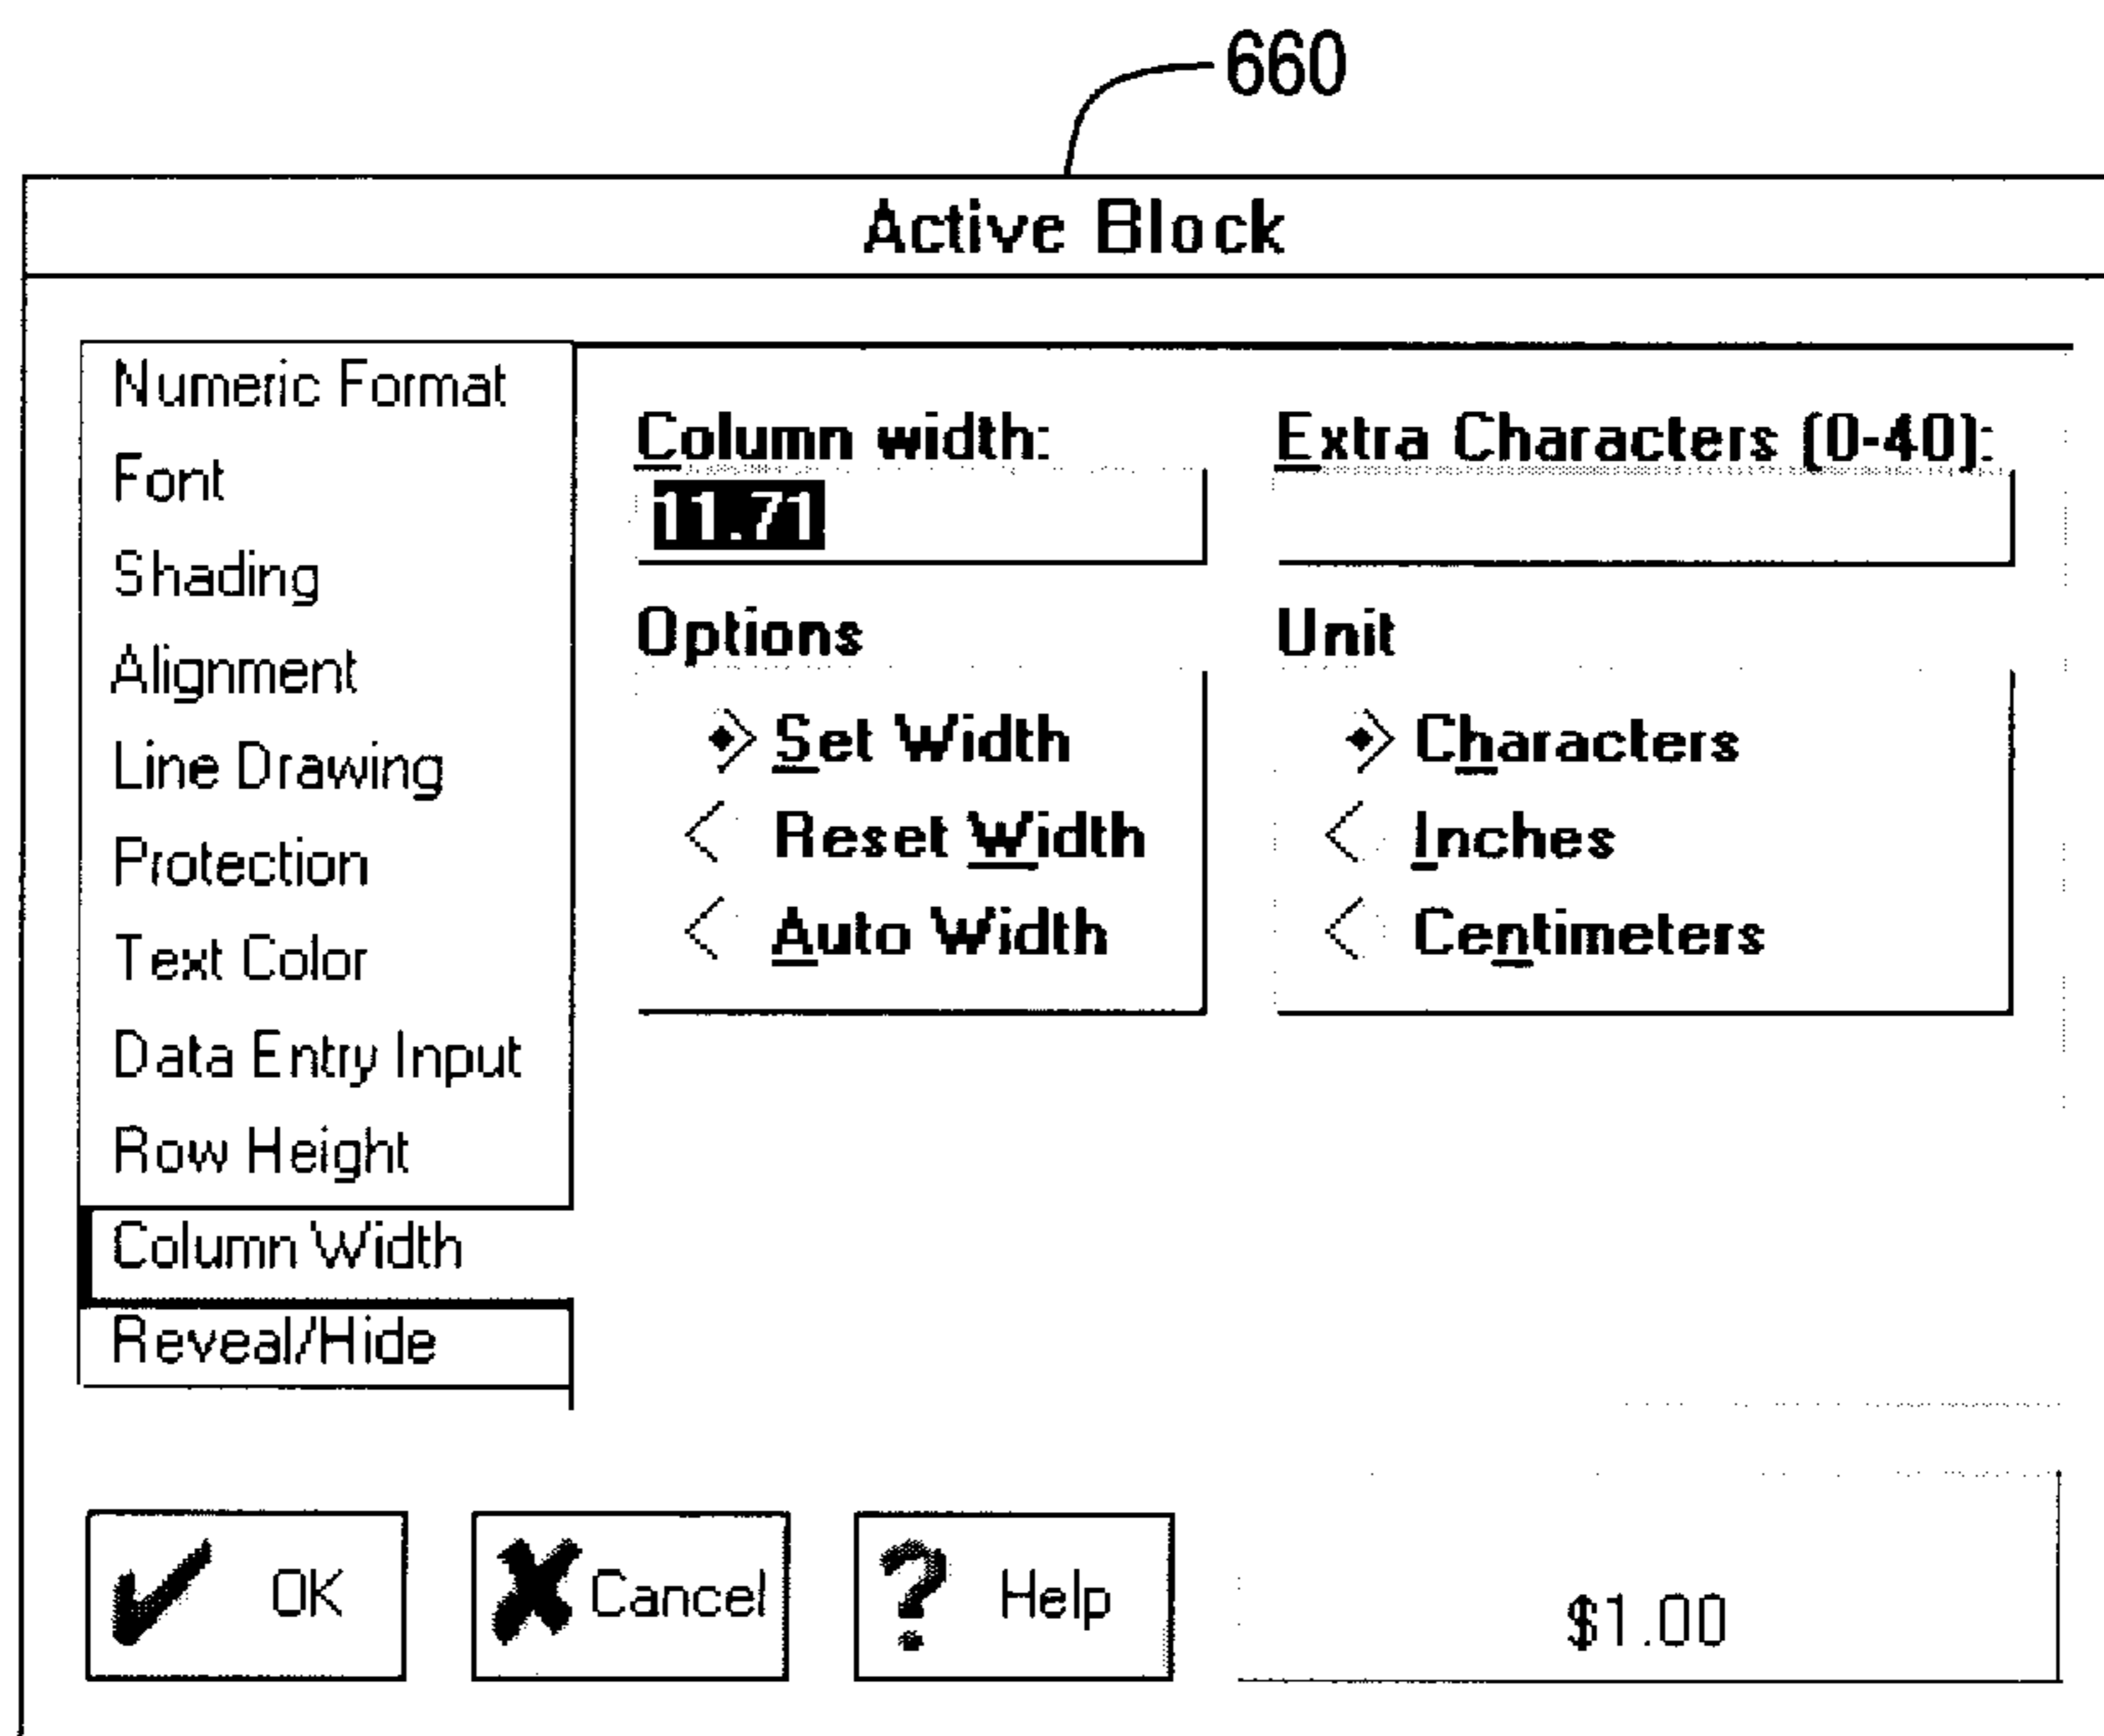 660
Active Block
Numeric Format
Font
Shading
Alignment
Line Drawing
Protection
Text Color
Data Entry Input
Row Height
Column Width
Reveal/Hide
Column width:
11.71
Extra Characters (0-40):
Options
Set Width
Reset Width
Auto Width
Unit
Characters
Inches
Centimeters
OK
Cancel
? Help
$1.00